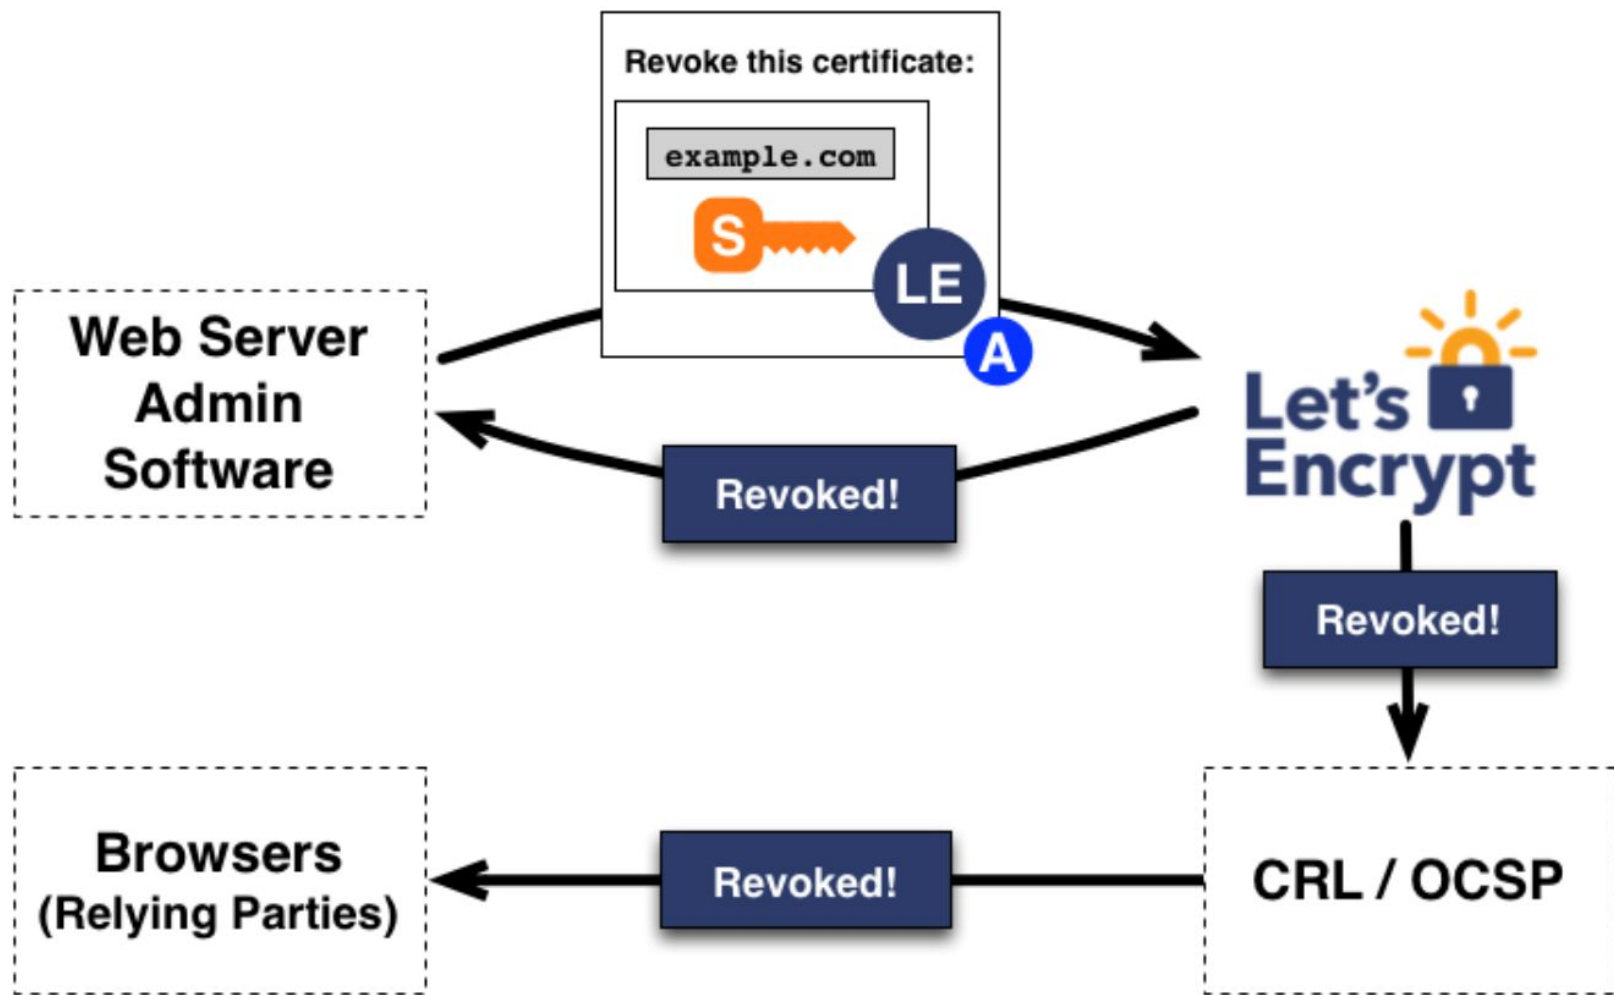 Revoke this certificate:
example.com
S
LE
A
Web Server
Admin
Software
Let's
Encrypt
Revoked!
Revoked!
Browsers
(Relying Parties)
Revoked!
CRL / OCSP